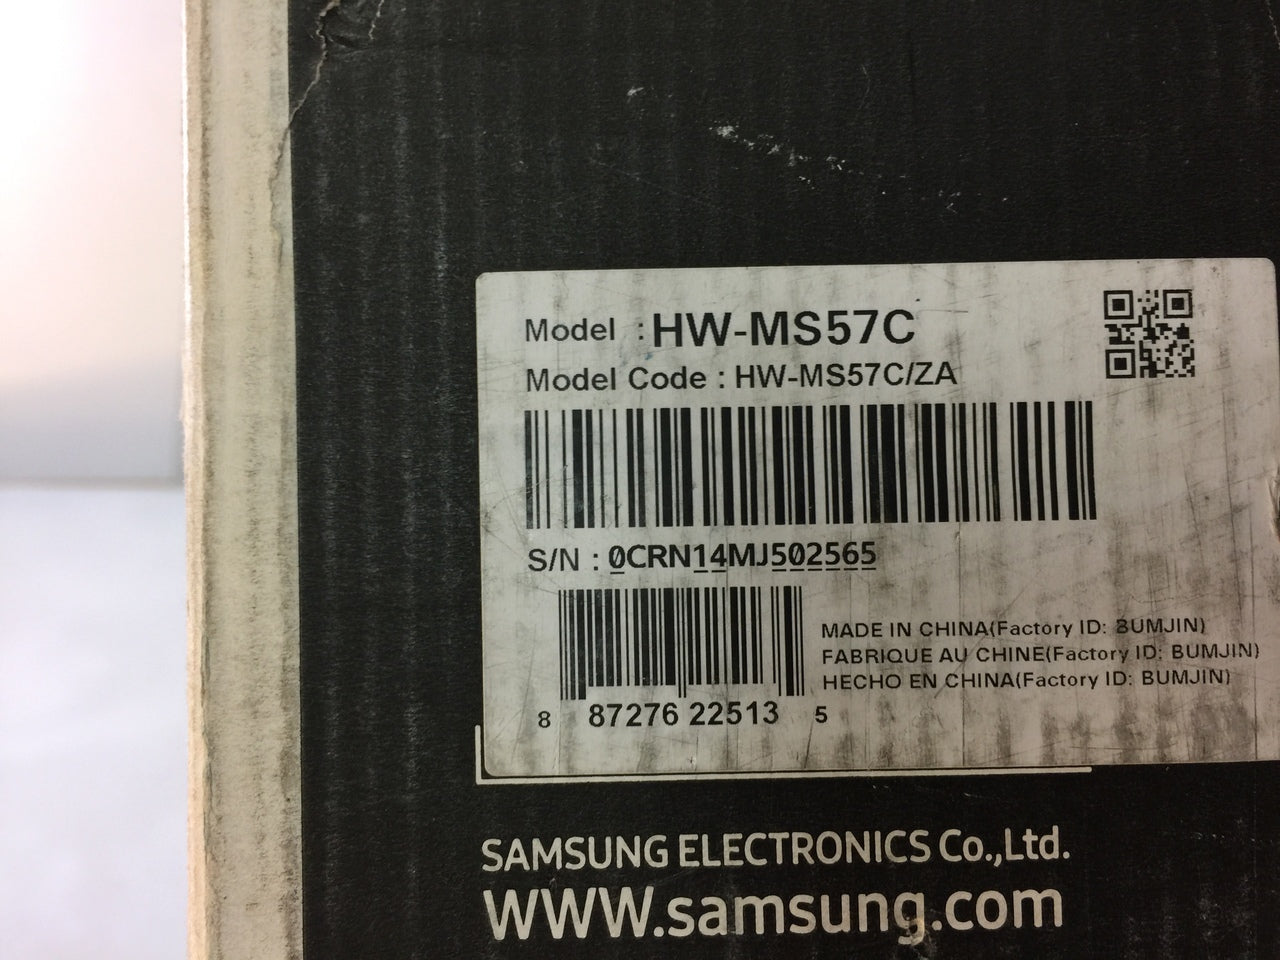 Model : HW-MS57C
Model Code : HW-MS57C/ZA
S/N : 0CRN14MJ502565
MADE IN CHINA(Factory ID: BUMJIN)
FABRIQUE AU CHINE(Factory ID: BUMJIN)
HECHO EN CHINA(Factory ID: BUMJIN)
8 87276 22513 5
SAMSUNG ELECTRONICS Co.,Ltd.
WWW.samsung.com